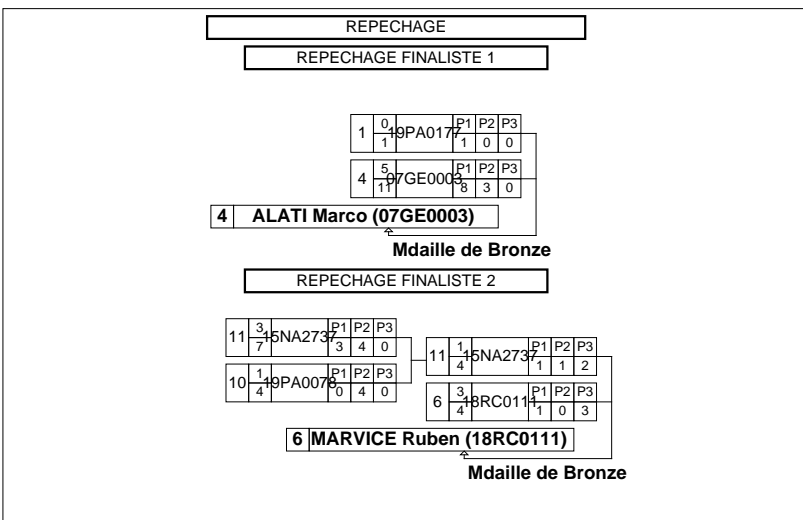 REPECHAGE
REPECHAGE FINALISTE 1
1 0 1 19PA0177 P1 P2 P3
1 0 0
4 5 11 07GE0003 P1 P2 P3
8 3 0
4 ALATI Marco (07GE0003)
Mdaille de Bronze
REPECHAGE FINALISTE 2
11 3 7 15NA2737 P1 P2 P3
3 4 0
10 1 4 19PA0078 P1 P2 P3
0 4 0
11 1 4 15NA2737 P1 P2 P3
1 1 2
6 3 4 18RC0111 P1 P2 P3
1 0 3
6 MARVICE Ruben (18RC0111)
Mdaille de Bronze